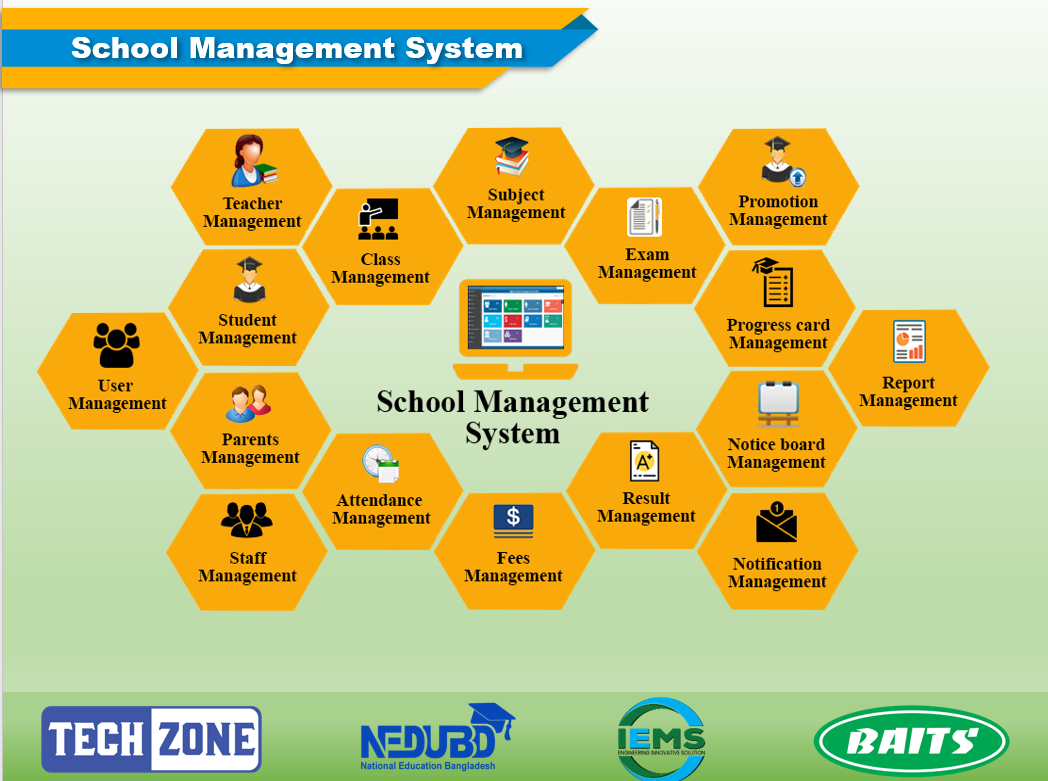 School Management System
Teacher
Management
Class
Management
Subject
Management
Exam
Management
Promotion
Management
Student
Management
Progress card
Management
User
Management
Report
Management
School Management
System
Parents
Management
Notice board
Management
Attendance
Management
Result
Management
Staff
Management
Fees
Management
$
A+
1
Notification
Management
TECH ZONE
NEDUBD
National Education Bangladesh
IEMS
ENGINEERING INNOVATIVE SOLUTION
BAITS